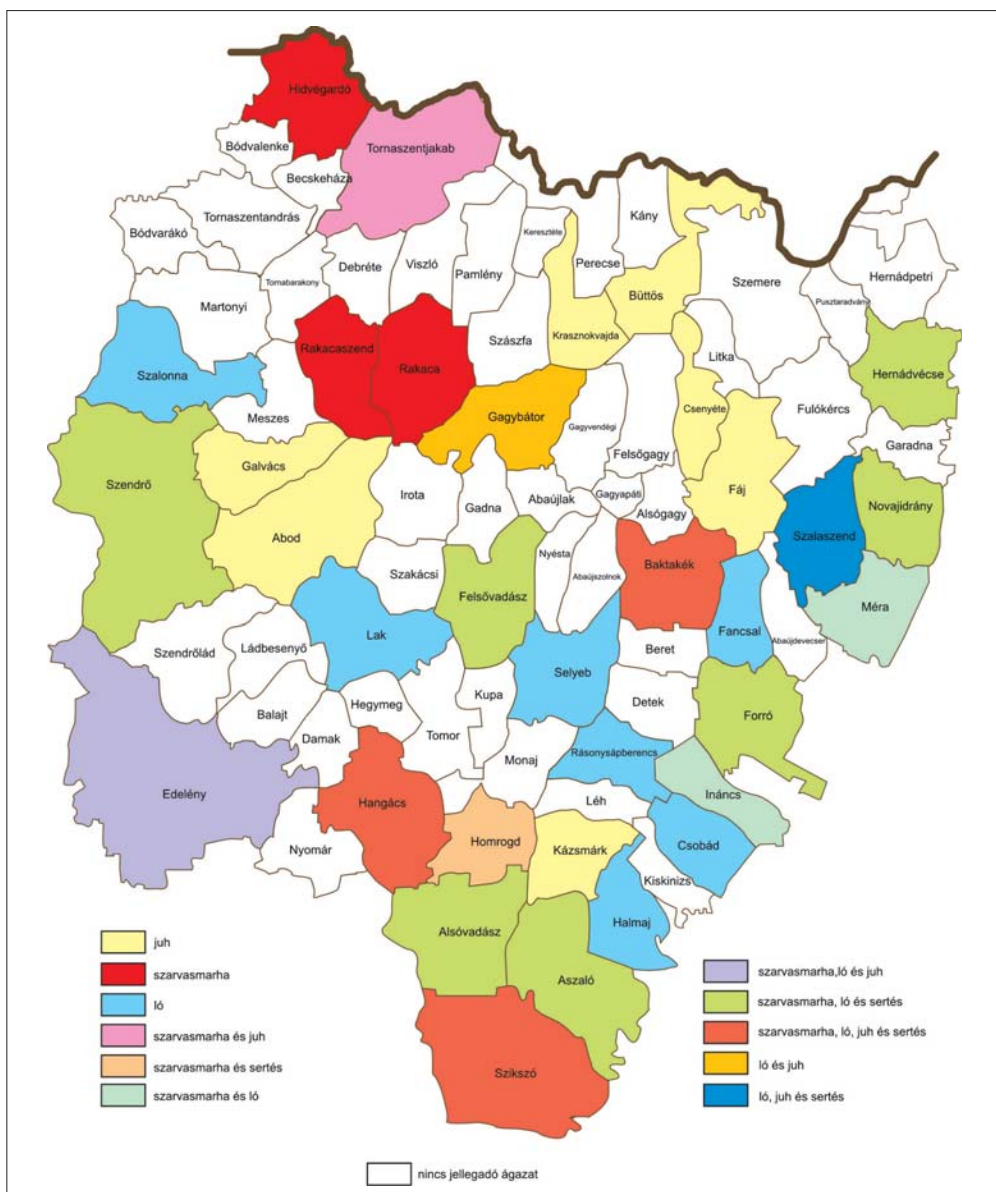 Hidvégardó
Bódvalenke
Becskeháza
Tornaszentjakab
Tornaszentandrás
Bódvarákó
Kány
Keresztéte
Perecse
Debréte
Viszló
Pamlény
Tornabarakony
Hernádpetri
Szemere
Pusztaradvány
Büttös
Martonyi
Krasznokvajda
Szászfa
Rakacaszend
Rakaca
Litka
Hernádvécse
Szalonna
Meszes
Gagybátor
Csenyéte
Fulókércs
Gagyvendégi
Felsőgagy
Garadna
Galvács
Szendrő
Irota
Gadna
Abaújlak
Gagyapáti
Alsógagy
Fáj
Novajidrány
Abod
Szalaszend
Nyésta
Abaújszolnok
Baktakék
Szakácsi
Felsővadász
Méra
Lak
Fancsal
Abaújdevecser
Szendrőlád
Ládbesenyő
Selyeb
Beret
Hegymeg
Kupa
Detek
Forró
Balajt
Damak
Tomor
Monaj
Rásonysápberencs
Edelény
Hangács
Léh
Ináncs
Nyomár
Homrogd
Kázsmárk
Csobád
Kiskinizs
Halmaj
Alsóvadász
Aszaló
Szikszó
juh
szarvasmarha
ló
szarvasmarha és juh
szarvasmarha és sertés
szarvasmarha és ló
szarvasmarha,ló és juh
szarvasmarha, ló és sertés
szarvasmarha, ló, juh és sertés
ló és juh
ló, juh és sertés
nincs jellegadó ágazat